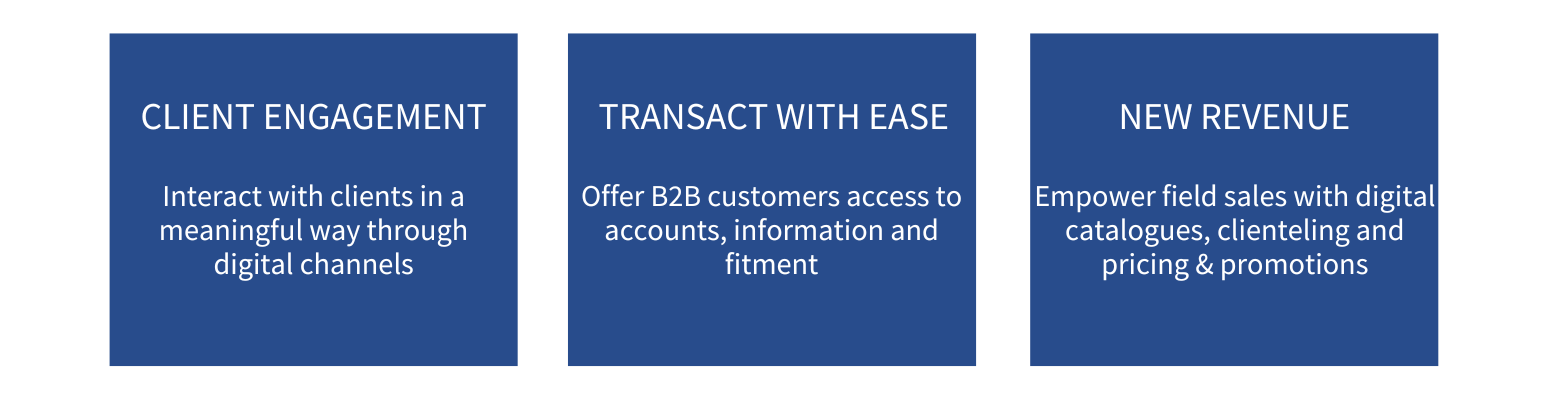 CLIENT ENGAGEMENT
Interact with clients in a
meaningful way through
digital channels
TRANSACT WITH EASE
Offer B2B customers access to
accounts, information and
fitment
NEW REVENUE
Empower field sales with digital
catalogues, clienteling and
pricing & promotions